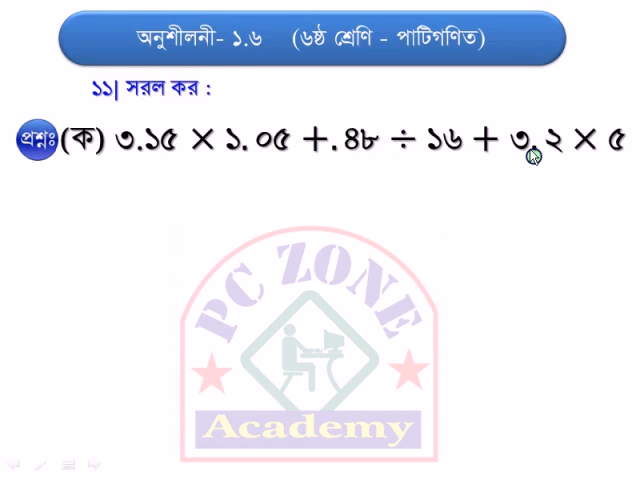 অনুশীলনী- ১.৬ (৬ষ্ঠ শ্রেণি - পাটিগণিত)
১১| সরল কর :
প্রশ্নঃ (ক) ৩.১৫ × ১. ০৫ +. ৪৮ ÷ ১৬ + ৩. ২ × ৫
PC ZONE
Academy